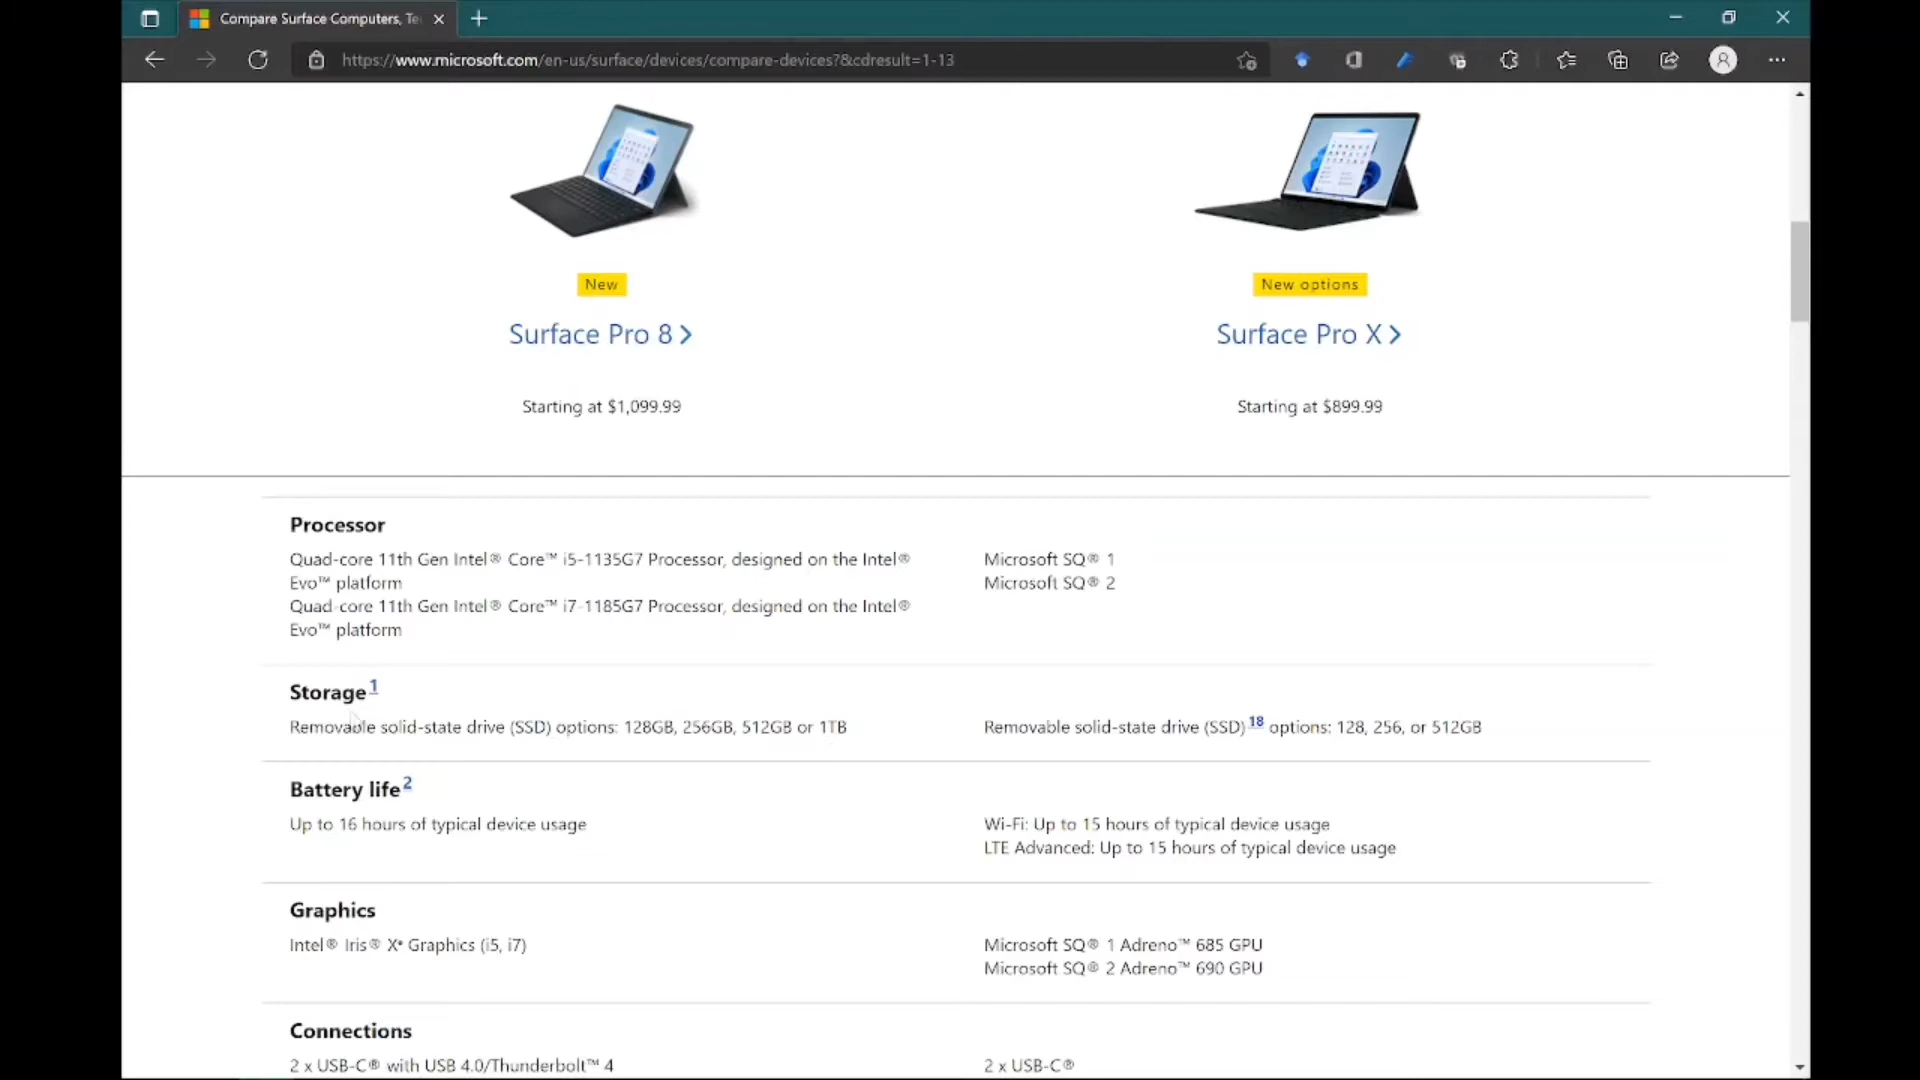 Compare Surface Computers, Te
https://www.microsoft.com/en-us/surface/devices/compare-devices?&cdresult=1-13
New
New options
Surface Pro 8
Surface Pro X
Starting at $1,099.99
Starting at $899.99
Processor
Quad-core 11th Gen Intel® Core™ i5-1135G7 Processor, designed on the Intel®
Evo™ platform
Quad-core 11th Gen Intel® Core™ i7-1185G7 Processor, designed on the Intel®
Evo™ platform
Microsoft SQ® 1
Microsoft SQ® 2
Storage 1
Removable solid-state drive (SSD) options: 128GB, 256GB, 512GB or 1TB
Removable solid-state drive (SSD) 18 options: 128, 256, or 512GB
Battery life 2
Up to 16 hours of typical device usage
Wi-Fi: Up to 15 hours of typical device usage
LTE Advanced: Up to 15 hours of typical device usage
Graphics
Intel® Iris® Xᵉ Graphics (i5, i7)
Microsoft SQ® 1 Adreno™ 685 GPU
Microsoft SQ® 2 Adreno™ 690 GPU
Connections
2 x USB-C® with USB 4.0/Thunderbolt™ 4
2 x USB-C®